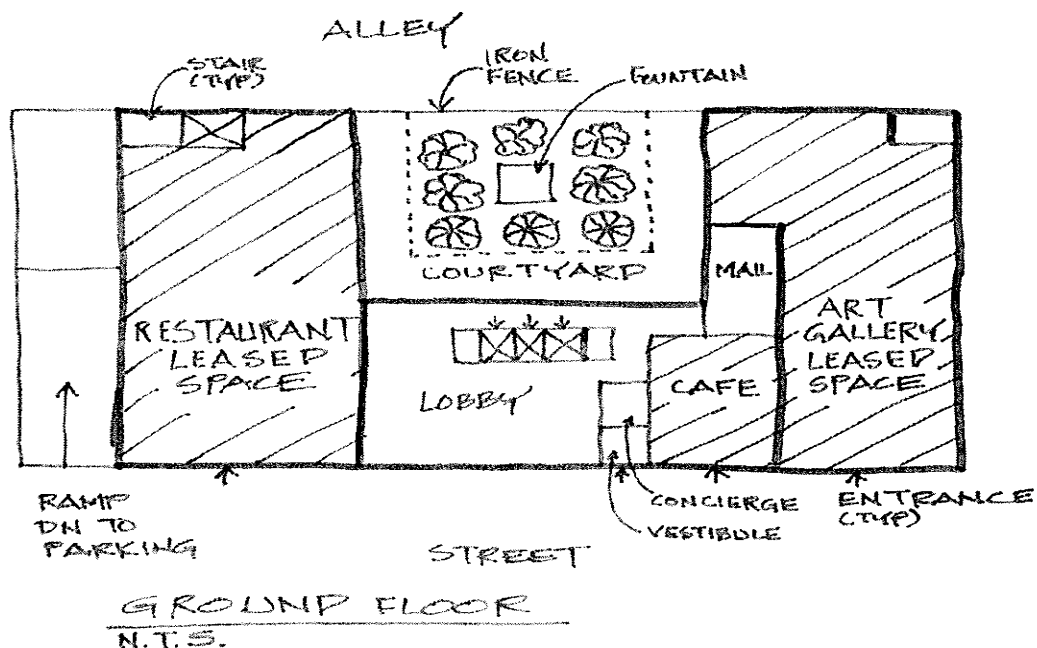 ALLEY
STAIR
(TYP)
IRON
FENCE
FOUNTAIN
COURTYARD
MAIL
RESTAURANT
LEASED
SPACE
ART
GALLERY
LEASED
SPACE
CAFE
LOBBY
RAMP
DN TO
PARKING
CONCIERGE
VESTIBULE
ENTRANCE
(TYP)
STREET
GROUND FLOOR
N.T.S.